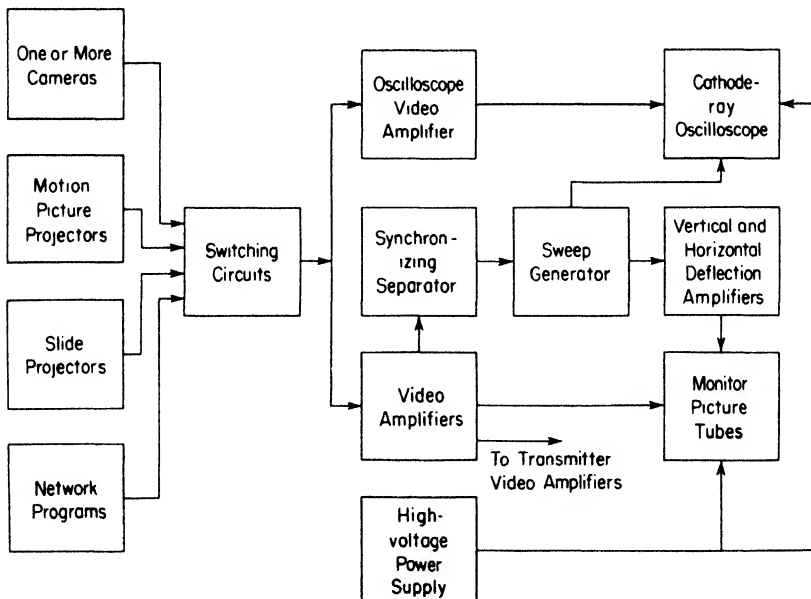 One or More
Cameras
Motion
Picture
Projectors
Slide
Projectors
Network
Programs
Switching
Circuits
Oscilloscope
Video
Amplifier
Synchron-
izing
Separator
Video
Amplifiers
To Transmitter
Video Amplifiers
High-
voltage
Power
Supply
Sweep
Generator
Cathode-
ray
Oscilloscope
Vertical and
Horizontal
Deflection
Amplifiers
Monitor
Picture
Tubes